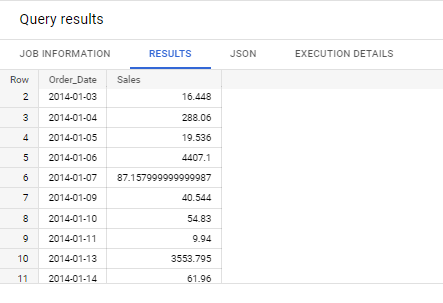 Query results
JOB INFORMATION RESULTS JSON EXECUTION DETAILS
Row Order_Date Sales
2 2014-01-03 16.448
3 2014-01-04 288.06
4 2014-01-05 19.536
5 2014-01-06 4407.1
6 2014-01-07 87.157999999999987
7 2014-01-09 40.544
8 2014-01-10 54.83
9 2014-01-11 9.94
10 2014-01-13 3553.795
11 2014-01-14 61.96